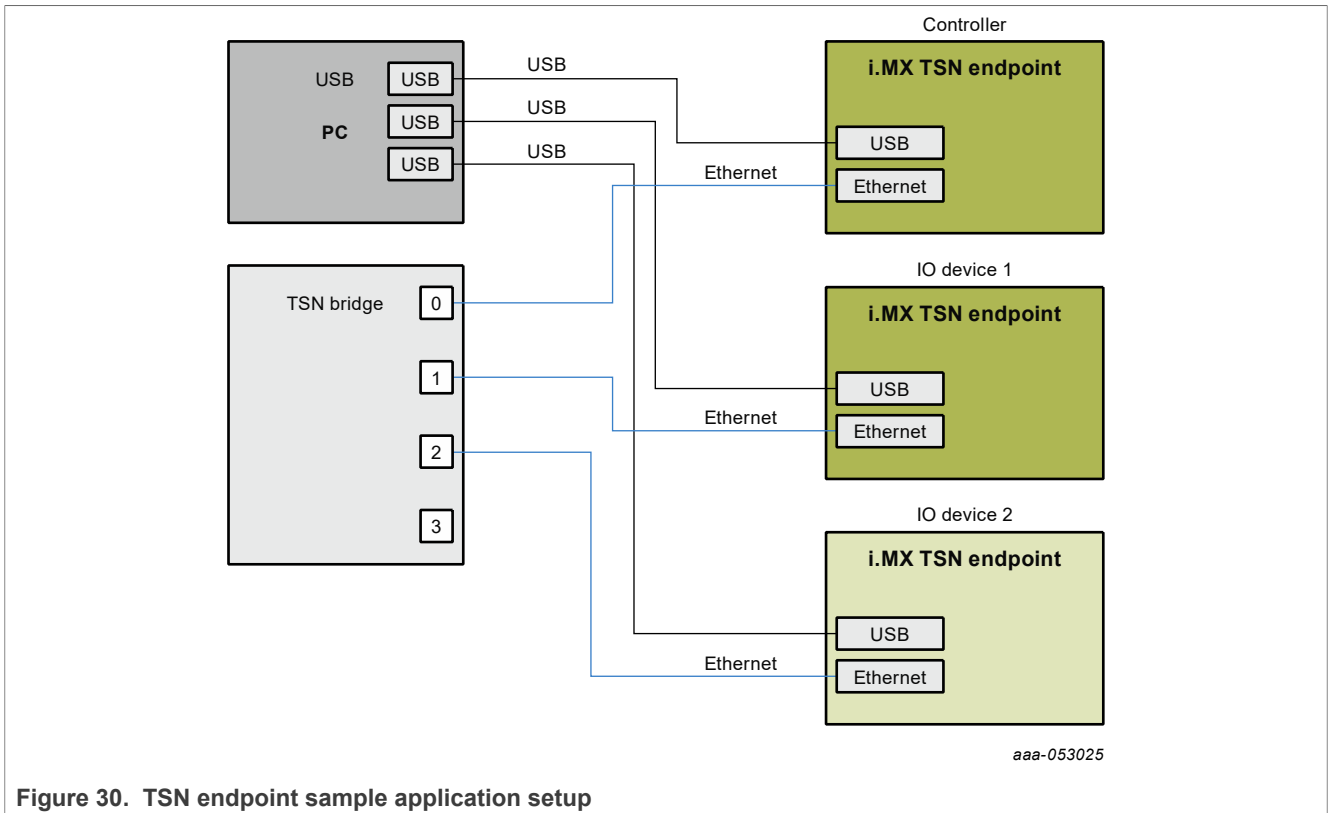 Controller
i.MX TSN endpoint
USB
USB
PC
USB
USB
USB
USB
USB
USB
Ethernet
Ethernet
TSN bridge
0
1
2
3
IO device 1
i.MX TSN endpoint
USB
Ethernet
Ethernet
IO device 2
i.MX TSN endpoint
USB
Ethernet
Ethernet
aaa-053025
Figure 30. TSN endpoint sample application setup